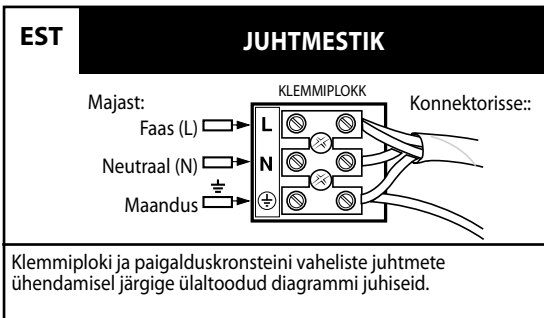 EST
JUHTMESTIK
KLEMMIPLOKK
Majast:
Konnektorisse::
Faas (L)
L
Neutraal (N)
N
Maandus
Klemmiploki ja paigalduskronsteini vaheliste juhtmete
ühendamisel järgige ülaltoodud diagrammi juhiseid.